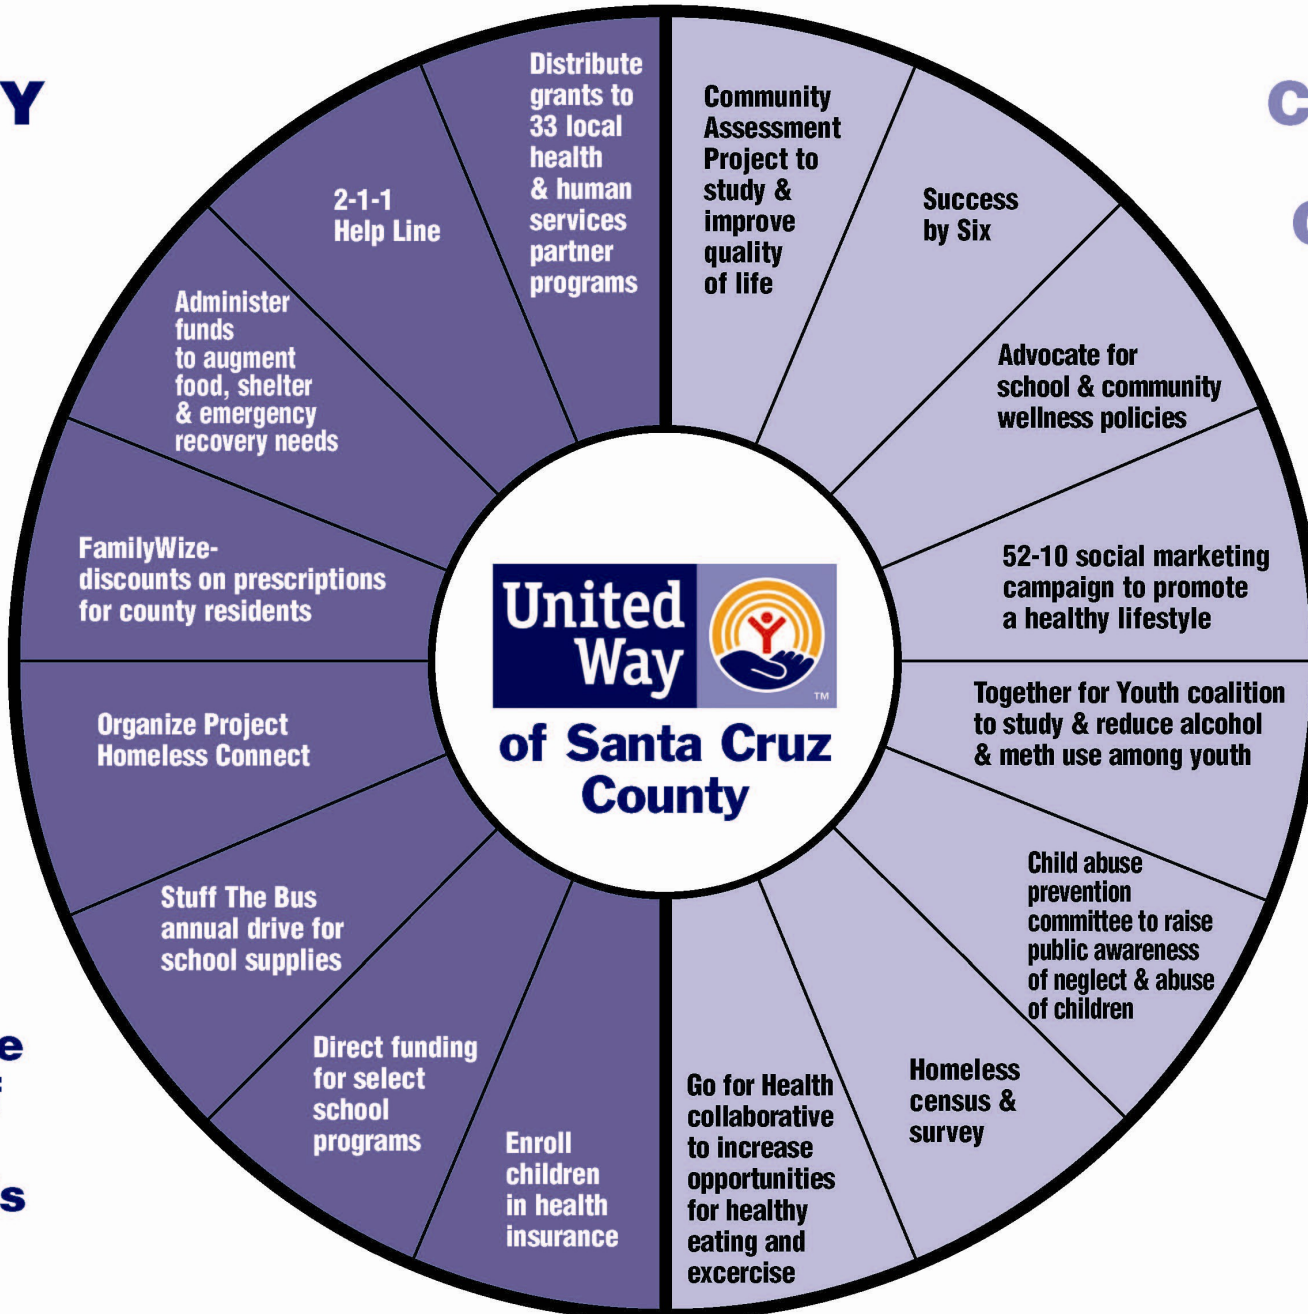 Y
C
Distribute
grants to
33 local
health
& human
services
partner
programs
Community
Assessment
Project to
study &
improve
quality
of life
Success
by Six
Advocate for
school & community
wellness policies
52-10 social marketing
campaign to promote
a healthy lifestyle
Together for Youth coalition
to study & reduce alcohol
& meth use among youth
Child abuse
prevention
committee to raise
public awareness
of neglect & abuse
of children
Homeless
census &
survey
Go for Health
collaborative
to increase
opportunities
for healthy
eating and
excercise
Enroll
children
in health
insurance
Direct funding
for select
school
programs
Stuff The Bus
annual drive for
school supplies
Organize Project
Homeless Connect
FamilyWize-
discounts on prescriptions
for county residents
Administer
funds
to augment
food, shelter
& emergency
recovery needs
2-1-1
Help Line
United
Way
TM
of Santa Cruz
County
e
s